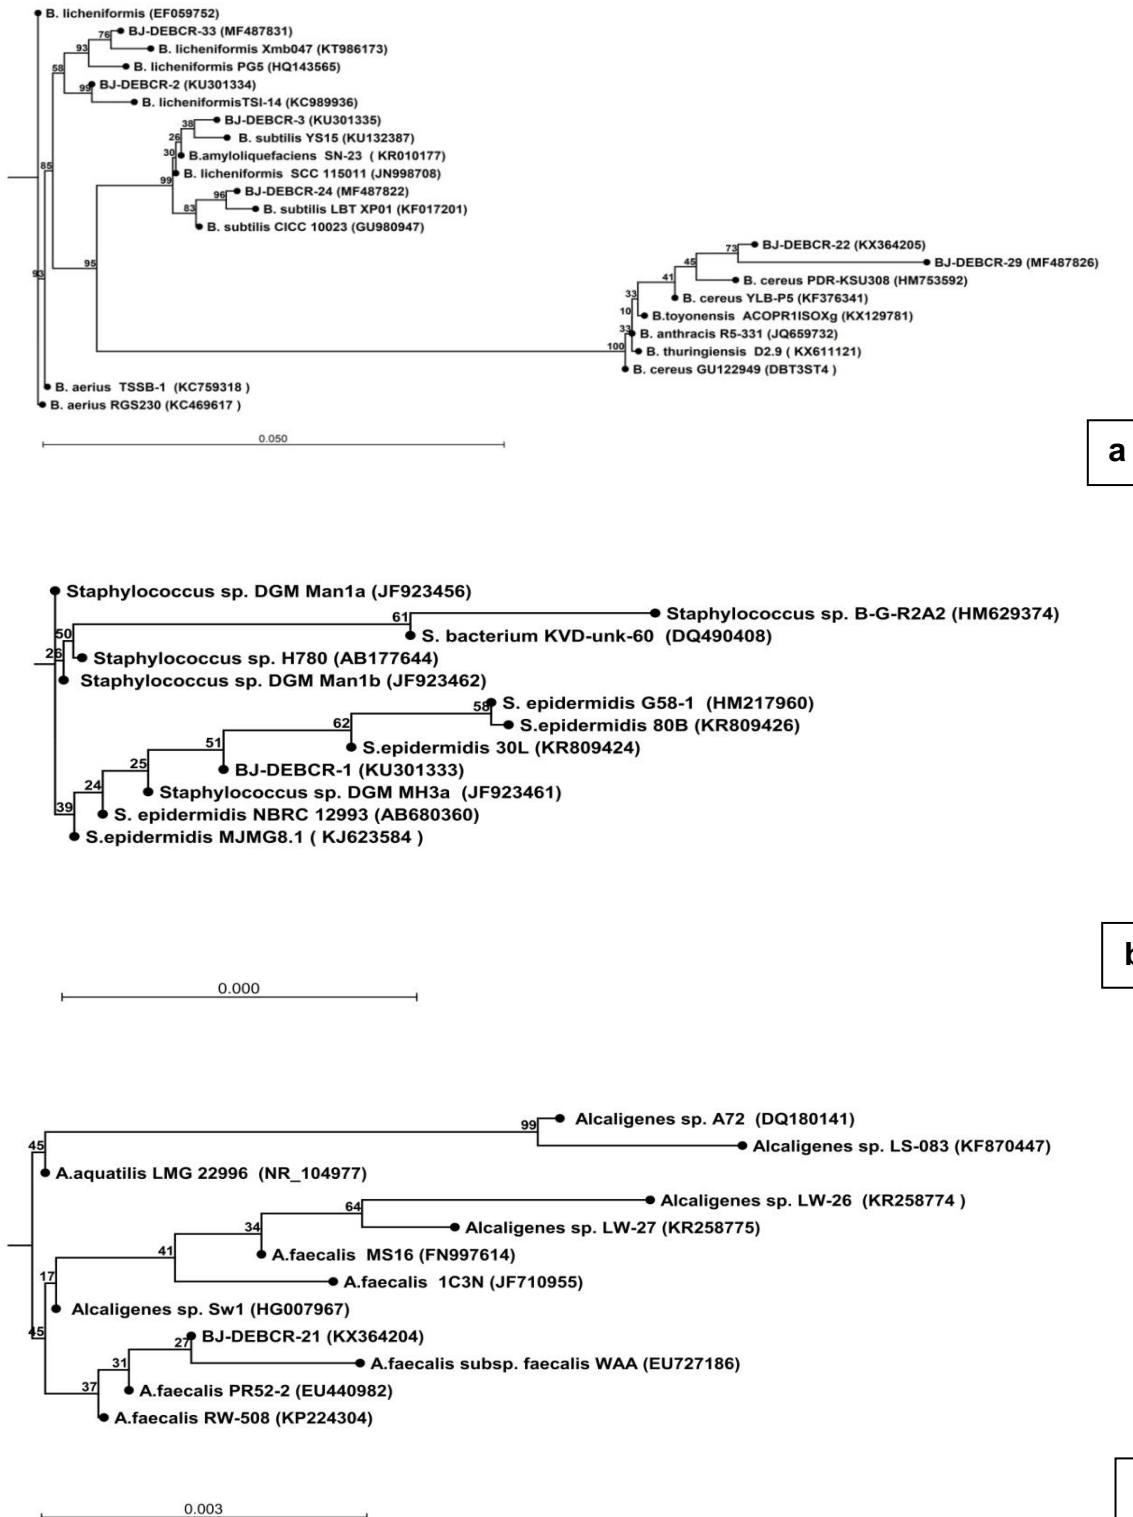 B. licheniformis (EF059752)
76
BJ-DEBCR-33 (MF487831)
93
B. licheniformis Xmb047 (KT986173)
58
B. licheniformis PG5 (HQ143565)
99
BJ-DEBCR-2 (KU301334)
B. licheniformisTSI-14 (KC989936)
38
BJ-DEBCR-3 (KU301335)
26
B. subtilis YS15 (KU132387)
30
B.amyloliquefaciens SN-23 ( KR010177)
85
99
B. licheniformis SCC 115011 (JN998708)
96
BJ-DEBCR-24 (MF487822)
83
B. subtilis LBT XP01 (KF017201)
B. subtilis CICC 10023 (GU980947)
73
BJ-DEBCR-22 (KX364205)
93
95
45
BJ-DEBCR-29 (MF487826)
41
B. cereus PDR-KSU308 (HM753592)
33
B. cereus YLB-P5 (KF376341)
10
B.toyonensis ACOPR1ISOXg (KX129781)
33
B. anthracis R5-331 (JQ659732)
100
B. thuringiensis D2.9 ( KX611121)
B. cereus GU122949 (DBT3ST4 )
B. aerius TSSB-1 (KC759318 )
B. aerius RGS230 (KC469617 )
0.050
a
Staphylococcus sp. DGM Man1a (JF923456)
61
Staphylococcus sp. B-G-R2A2 (HM629374)
50
S. bacterium KVD-unk-60 (DQ490408)
26
Staphylococcus sp. H780 (AB177644)
Staphylococcus sp. DGM Man1b (JF923462)
58
S. epidermidis G58-1 (HM217960)
62
S.epidermidis 80B (KR809426)
51
S.epidermidis 30L (KR809424)
25
BJ-DEBCR-1 (KU301333)
24
Staphylococcus sp. DGM MH3a (JF923461)
39
S. epidermidis NBRC 12993 (AB680360)
S.epidermidis MJMG8.1 ( KJ623584 )
b
0.000
99
Alcaligenes sp. A72 (DQ180141)
45
Alcaligenes sp. LS-083 (KF870447)
A.aquatilis LMG 22996 (NR_104977)
64
Alcaligenes sp. LW-26 (KR258774 )
34
Alcaligenes sp. LW-27 (KR258775)
41
A.faecalis MS16 (FN997614)
17
A.faecalis 1C3N (JF710955)
Alcaligenes sp. Sw1 (HG007967)
45
27
BJ-DEBCR-21 (KX364204)
31
A.faecalis subsp. faecalis WAA (EU727186)
37
A.faecalis PR52-2 (EU440982)
A.faecalis RW-508 (KP224304)
0.003